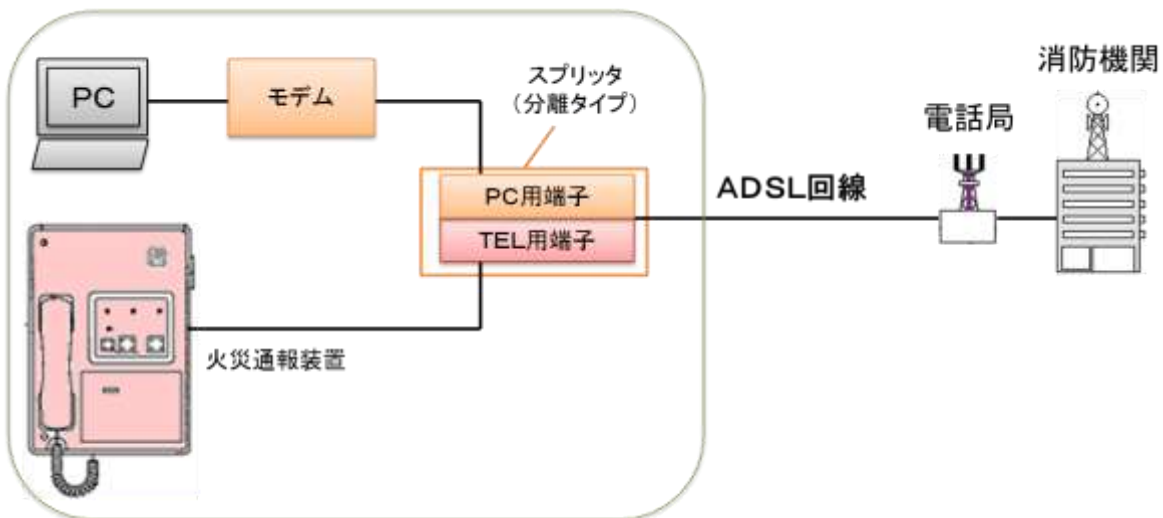 消防機関
スプリッタ
（分離タイプ）
電話局
PC
モデム
PC用端子
ADSL回線
TEL用端子
火災通報装置